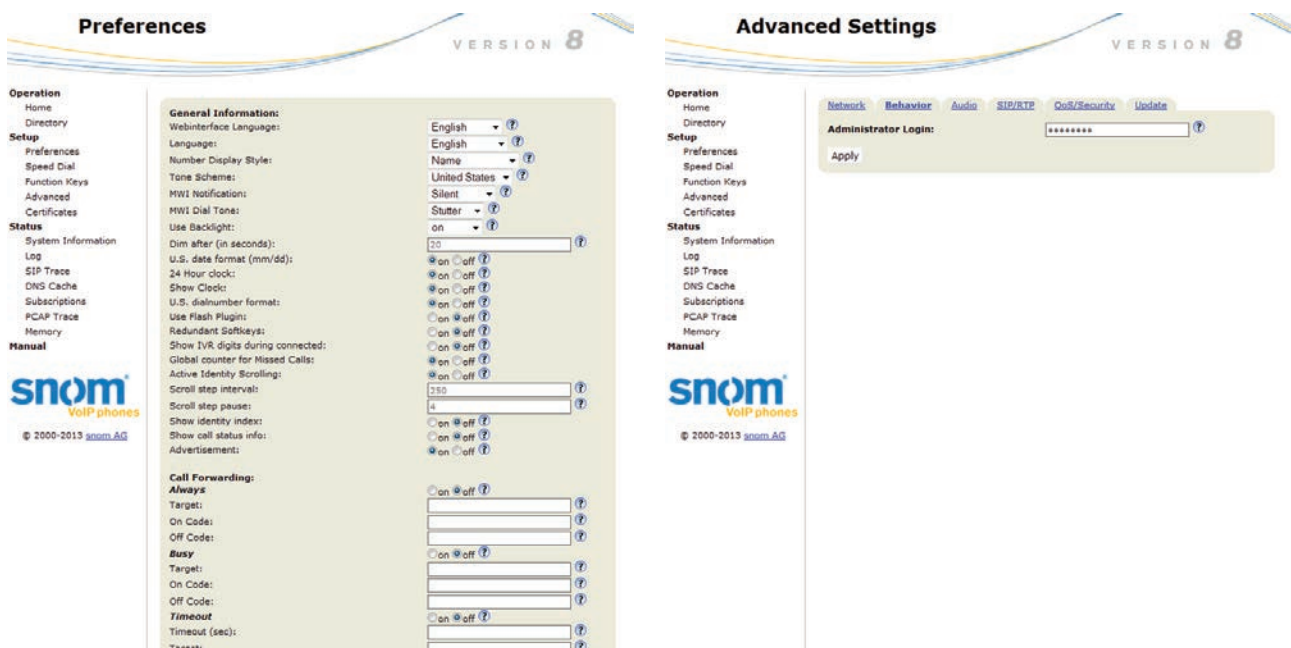 Preferences
VERSION 8
Operation
Home
Directory
Setup
Preferences
Speed Dial
Function Keys
Advanced
Certificates
Status
System Information
Log
SIP Trace
DNS Cache
Subscriptions
PCAP Trace
Memory
Manual
snom
VoIP phones
© 2000-2013 snom AG
General Information:
Webinterface Language: English ?
Language: English ?
Number Display Style: Name ?
Tone Scheme: United States ?
MWI Notification: Silent ?
MWI Dial Tone: Stutter ?
Use Backlight: on ?
Dim after (in seconds): 20 ?
U.S. date format (mm/dd): on off ?
24 Hour clock: on off ?
Show Clock: on off ?
U.S. dialnumber format: on off ?
Use Flash Plugin: on off ?
Redundant Softkeys: on off ?
Show IVR digits during connected: on off ?
Global counter for Missed Calls: on off ?
Active Identity Scrolling: on off ?
Scroll step interval: 250 ?
Scroll step pause: 4 ?
Show identity index: on off ?
Show call status info: on off ?
Advertisement: on off ?
Call Forwarding:
Always on off ?
Target: ?
On Code: ?
Off Code: ?
Busy on off ?
Target: ?
On Code: ?
Off Code: ?
Timeout on off ?
Timeout (sec): ?
Target: ?
Advanced Settings
VERSION 8
Operation
Home
Directory
Setup
Preferences
Speed Dial
Function Keys
Advanced
Certificates
Status
System Information
Log
SIP Trace
DNS Cache
Subscriptions
PCAP Trace
Memory
Manual
snom
VoIP phones
© 2000-2013 snom AG
Network Behavior Audio SIP/RTP QoS/Security Update
Administrator Login: ******** ?
Apply